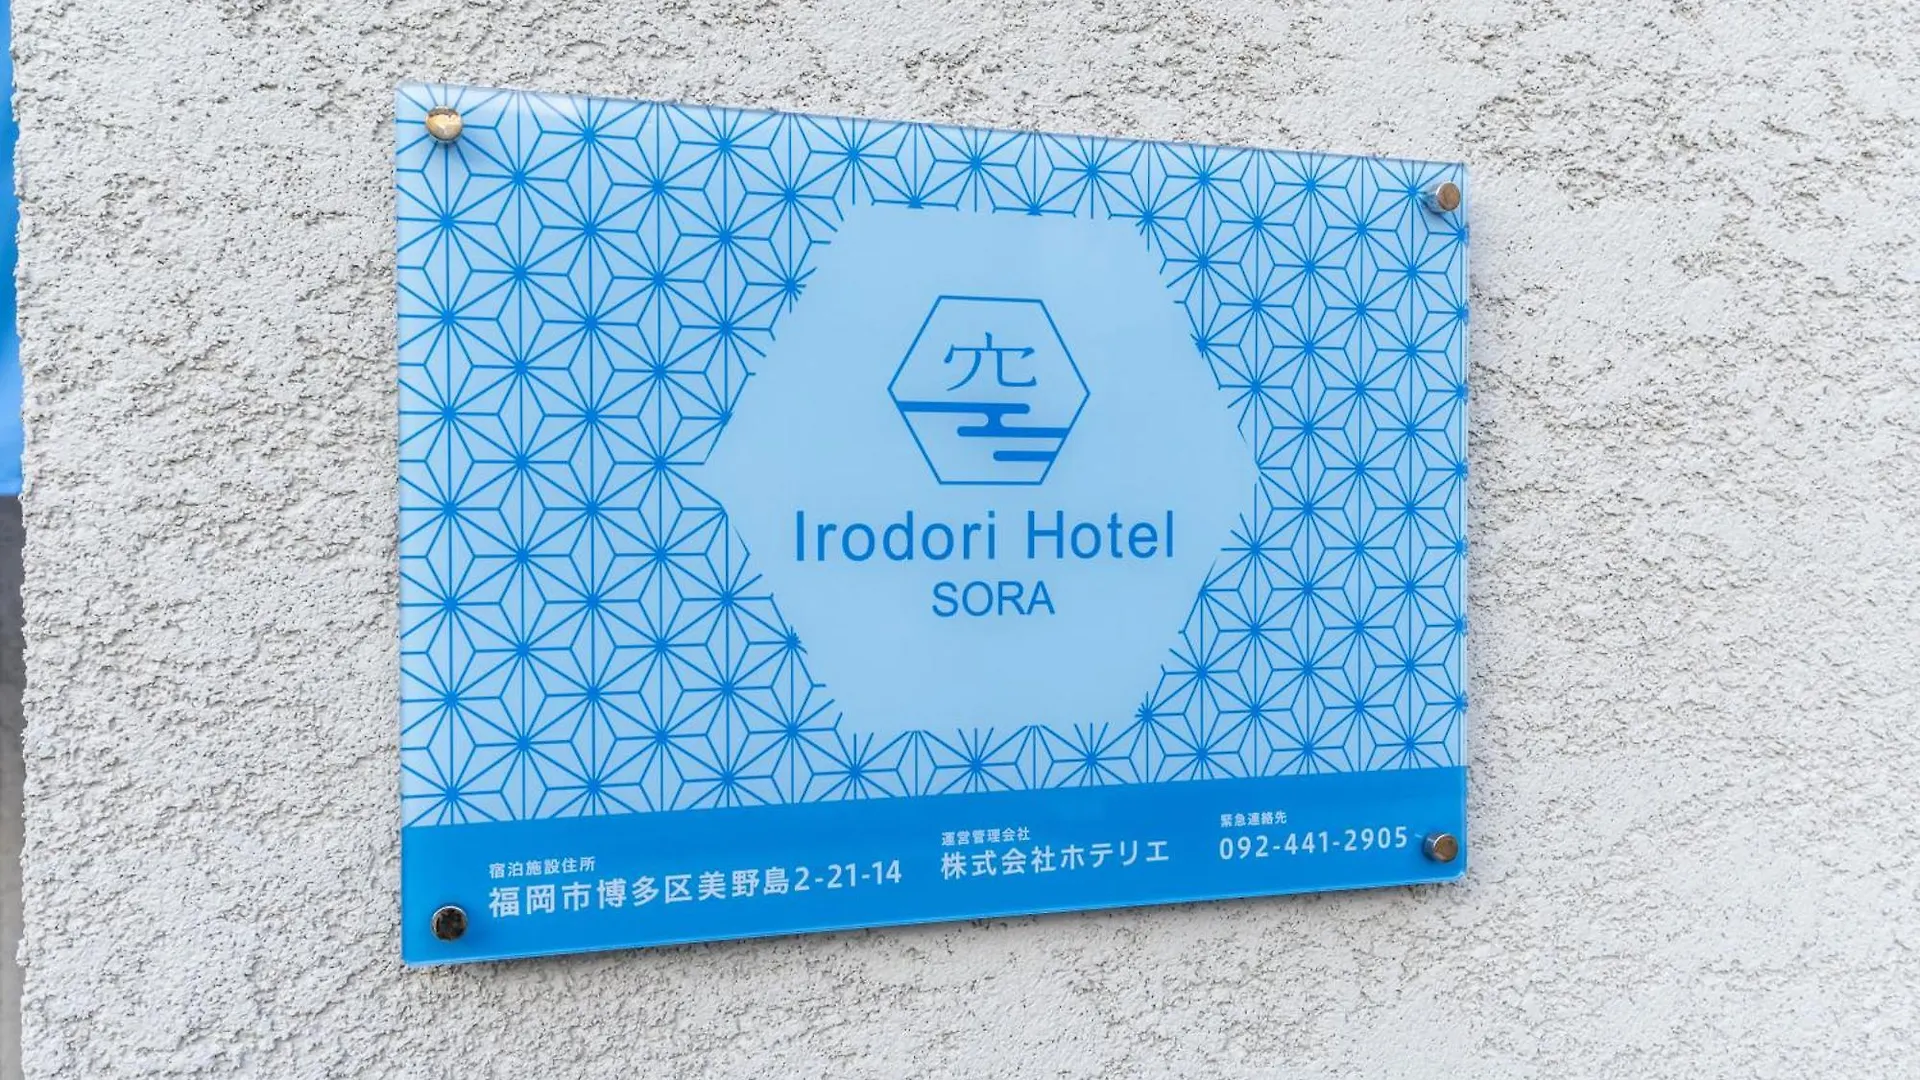 空
Irodori Hotel
SORA
宿泊施設住所
福岡市博多区美野島2-21-14
運営管理会社
株式会社ホテリエ
緊急連絡先
092-441-2905